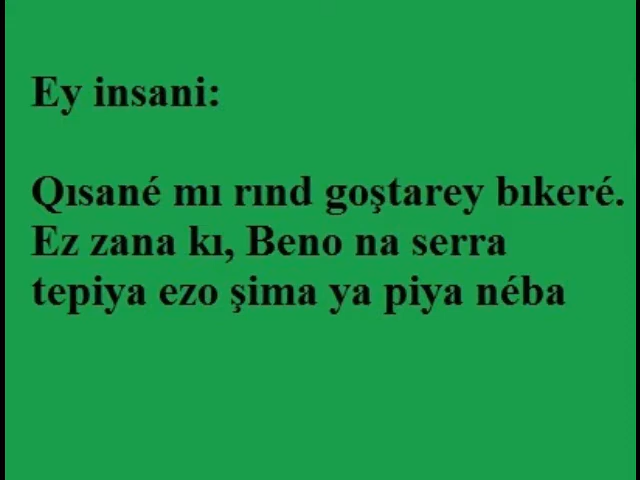 Ey insani:
Qısané mı rınd goştarey bıkeré.
Ez zana kı, Beno na serra
tepiya ezo şima ya piya néba